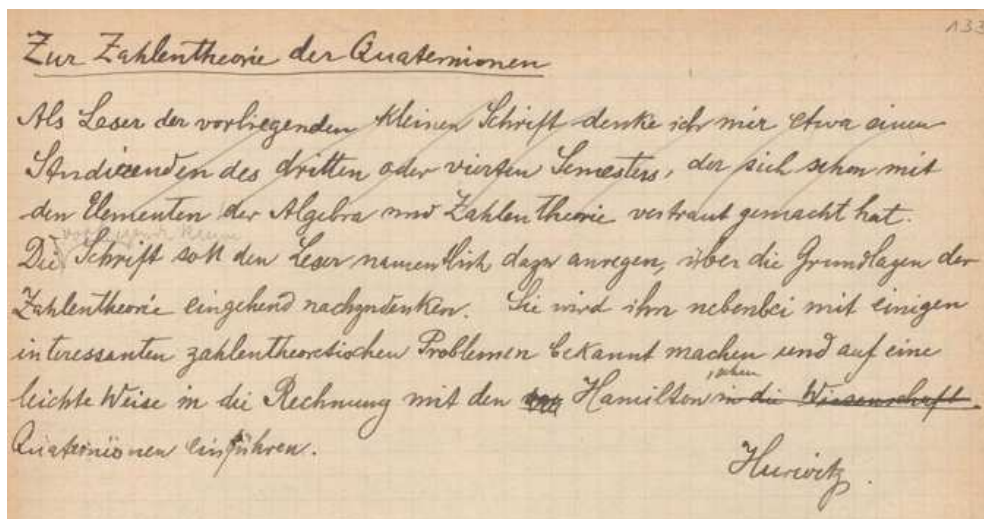 133
Zur Zahlentheorie der Quaternionen
Als Leser der vorliegenden kleinen Schrift denke ich mir etwa einen
Studierenden des dritten oder vierten Semesters, der sich schon mit
den Elementen der Algebra und Zahlentheorie vertraut gemacht hat.
vorliegende kleine
Die Schrift soll den Leser namentlich dazu anregen, über die Grundlagen der
Zahlentheorie eingehend nachzudenken. Sie wird ihn nebenbei mit einigen
interessanten zahlentheoretischen Problemen bekannt machen und auf eine
'schen
leichte Weise in die Rechnung mit den von Hamilton in die Wissenschaft
Quaternionen einführen.
Hurwitz.